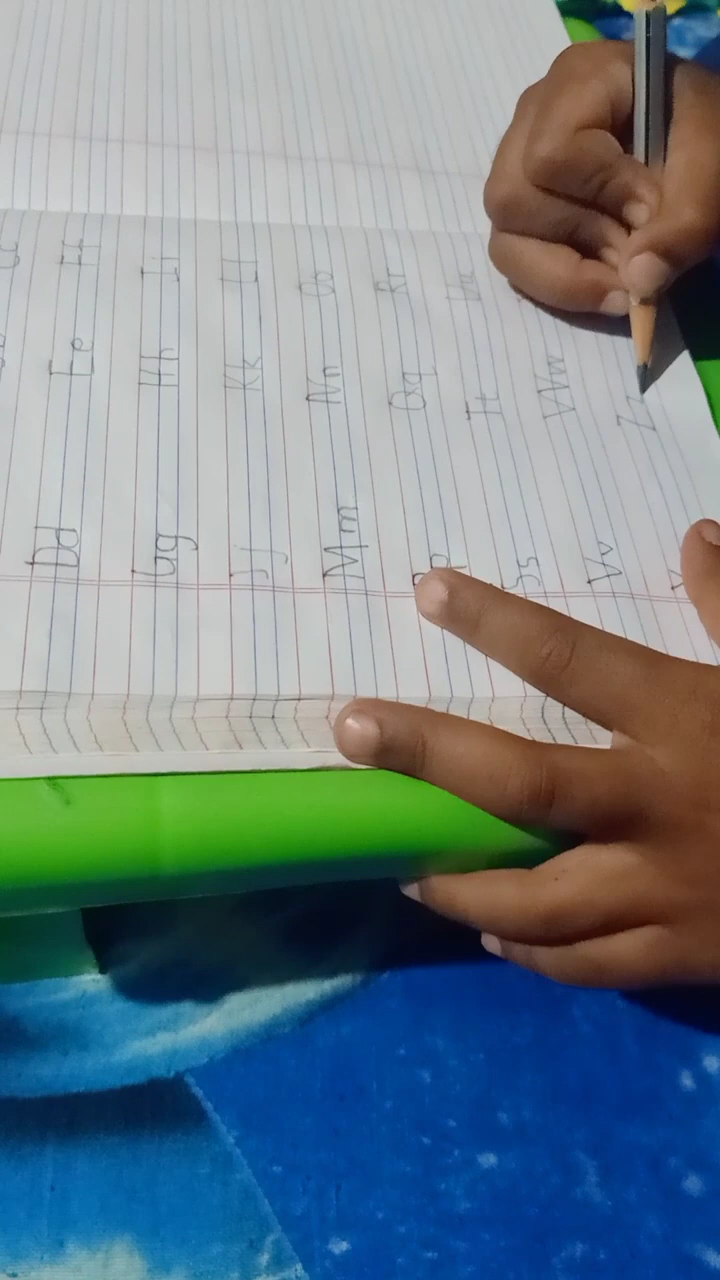 Dd Ee Ff
Gg Hh Ii
Jj Kk Ll
Mm Nn Oo
Pp Qq Rr
Ss Tt Uu
Vv Ww
Z